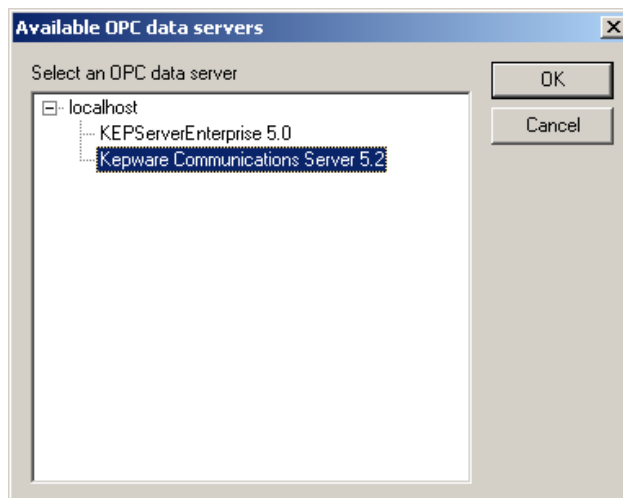 Available OPC data servers
Select an OPC data server
OK
localhost
Cancel
KEPServerEnterprise 5.0
Kepware Communications Server 5.2